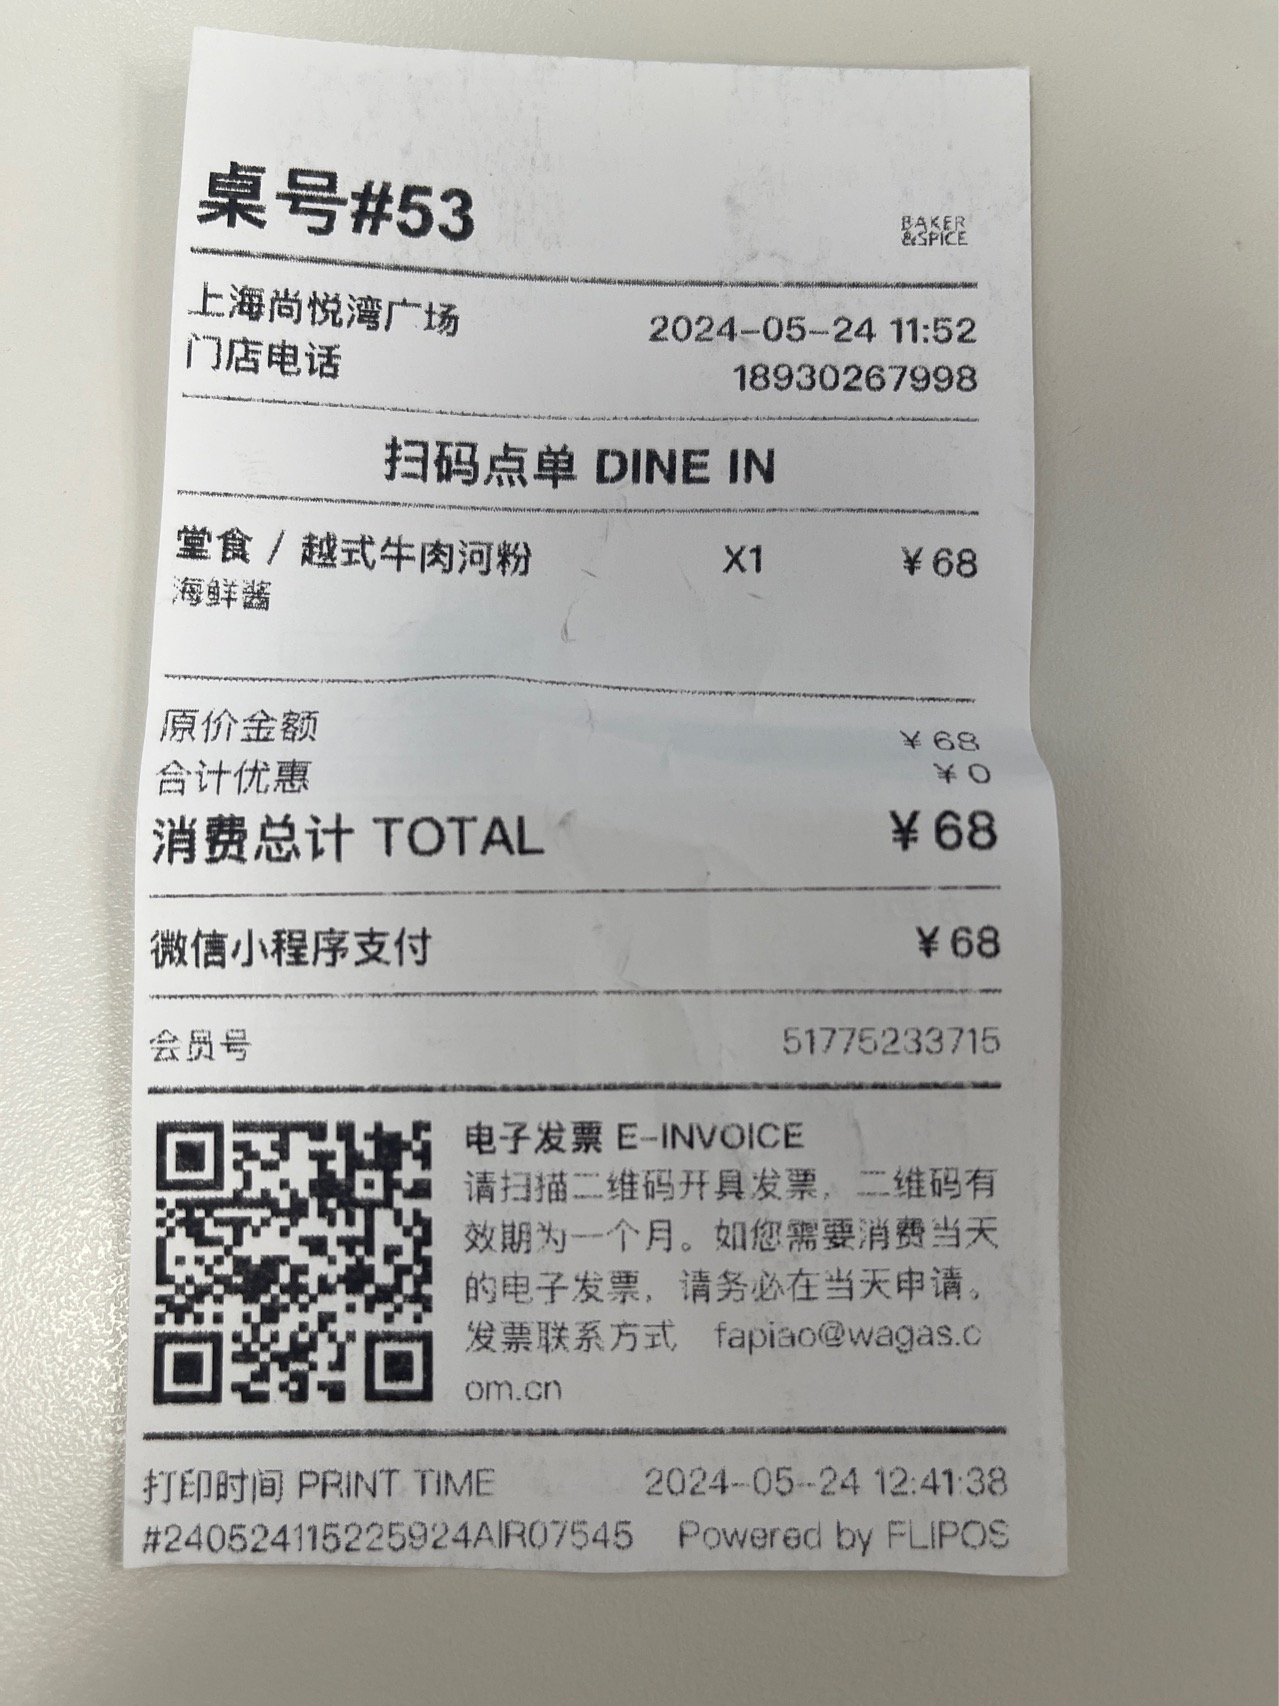 桌号#53
BAKER
&SPICE
上海尚悦湾广场
2024-05-24 11:52
门店电话
18930267998
扫码点单 DINE IN
堂食 / 越式牛肉河粉 X1 ¥68
海鲜酱
原价金额 ¥68
合计优惠 ¥0
消费总计 TOTAL ¥68
微信小程序支付 ¥68
会员号 51775233715
电子发票 E-INVOICE
请扫描二维码开具发票，二维码有
效期为一个月。如您需要消费当天
的电子发票，请务必在当天申请。
发票联系方式 fapiao@wagas.c
om.cn
打印时间 PRINT TIME 2024-05-24 12:41:38
#240524115225924AIR07545 Powered by FLIPOS